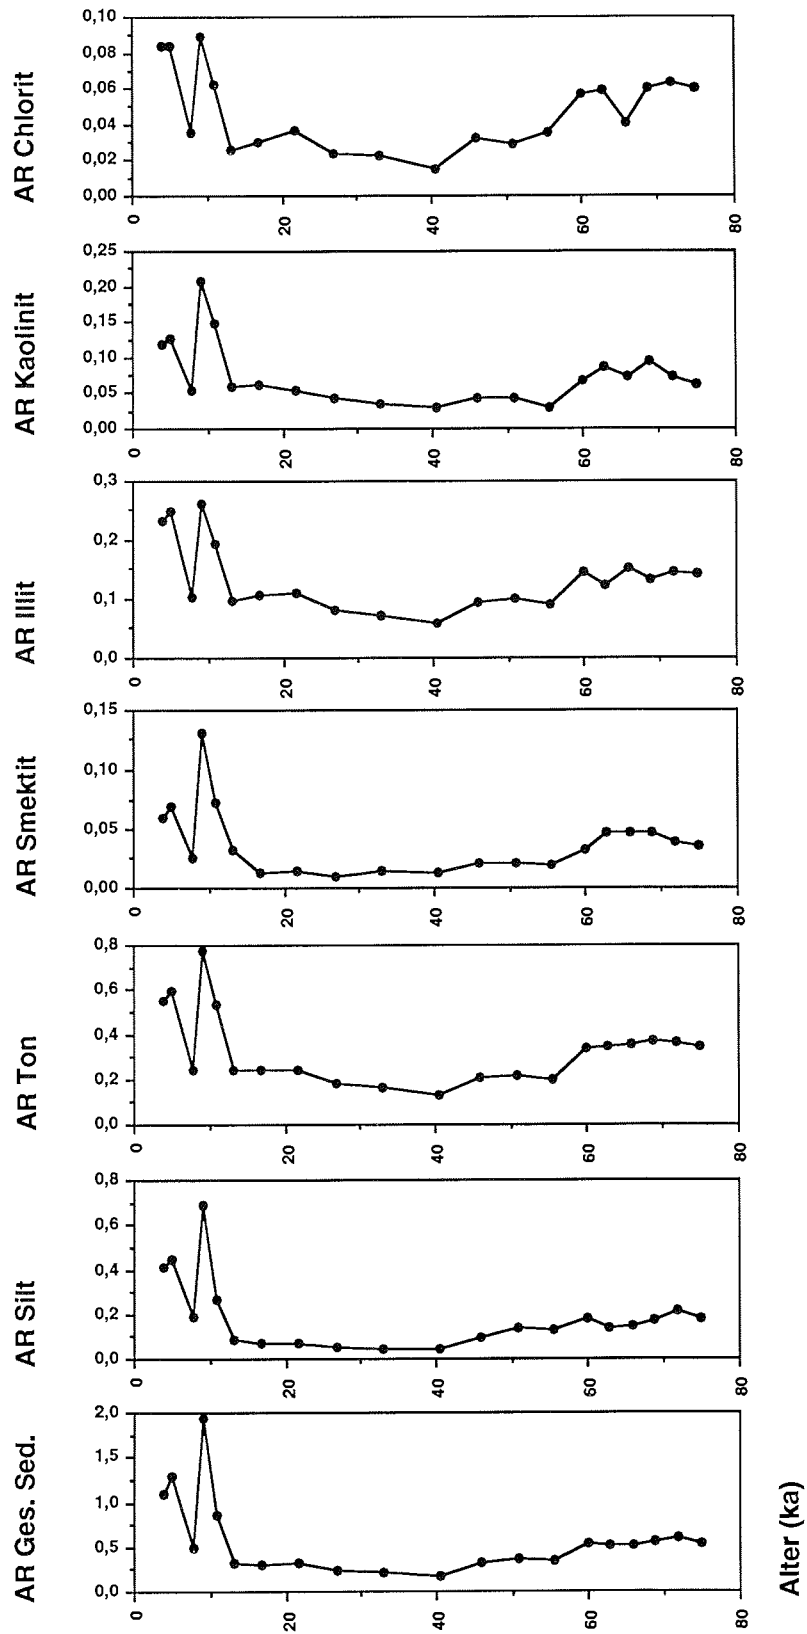 AR Chlorit
0,10
0,08
0,06
0,04
0,02
0,00
0 20 40 60 80
AR Kaolinit
0,25
0,20
0,15
0,10
0,05
0,00
0 20 40 60 80
AR Illit
0,3
0,2
0,1
0,0
0 20 40 60 80
AR Smektit
0,15
0,10
0,05
0,00
0 20 40 60 80
AR Ton
0,8
0,6
0,4
0,2
0,0
0 20 40 60 80
AR Silt
0,8
0,6
0,4
0,2
0,0
0 20 40 60 80
AR Ges. Sed.
2,0
1,5
1,0
0,5
0,0
0 20 40 60 80
Alter (ka)